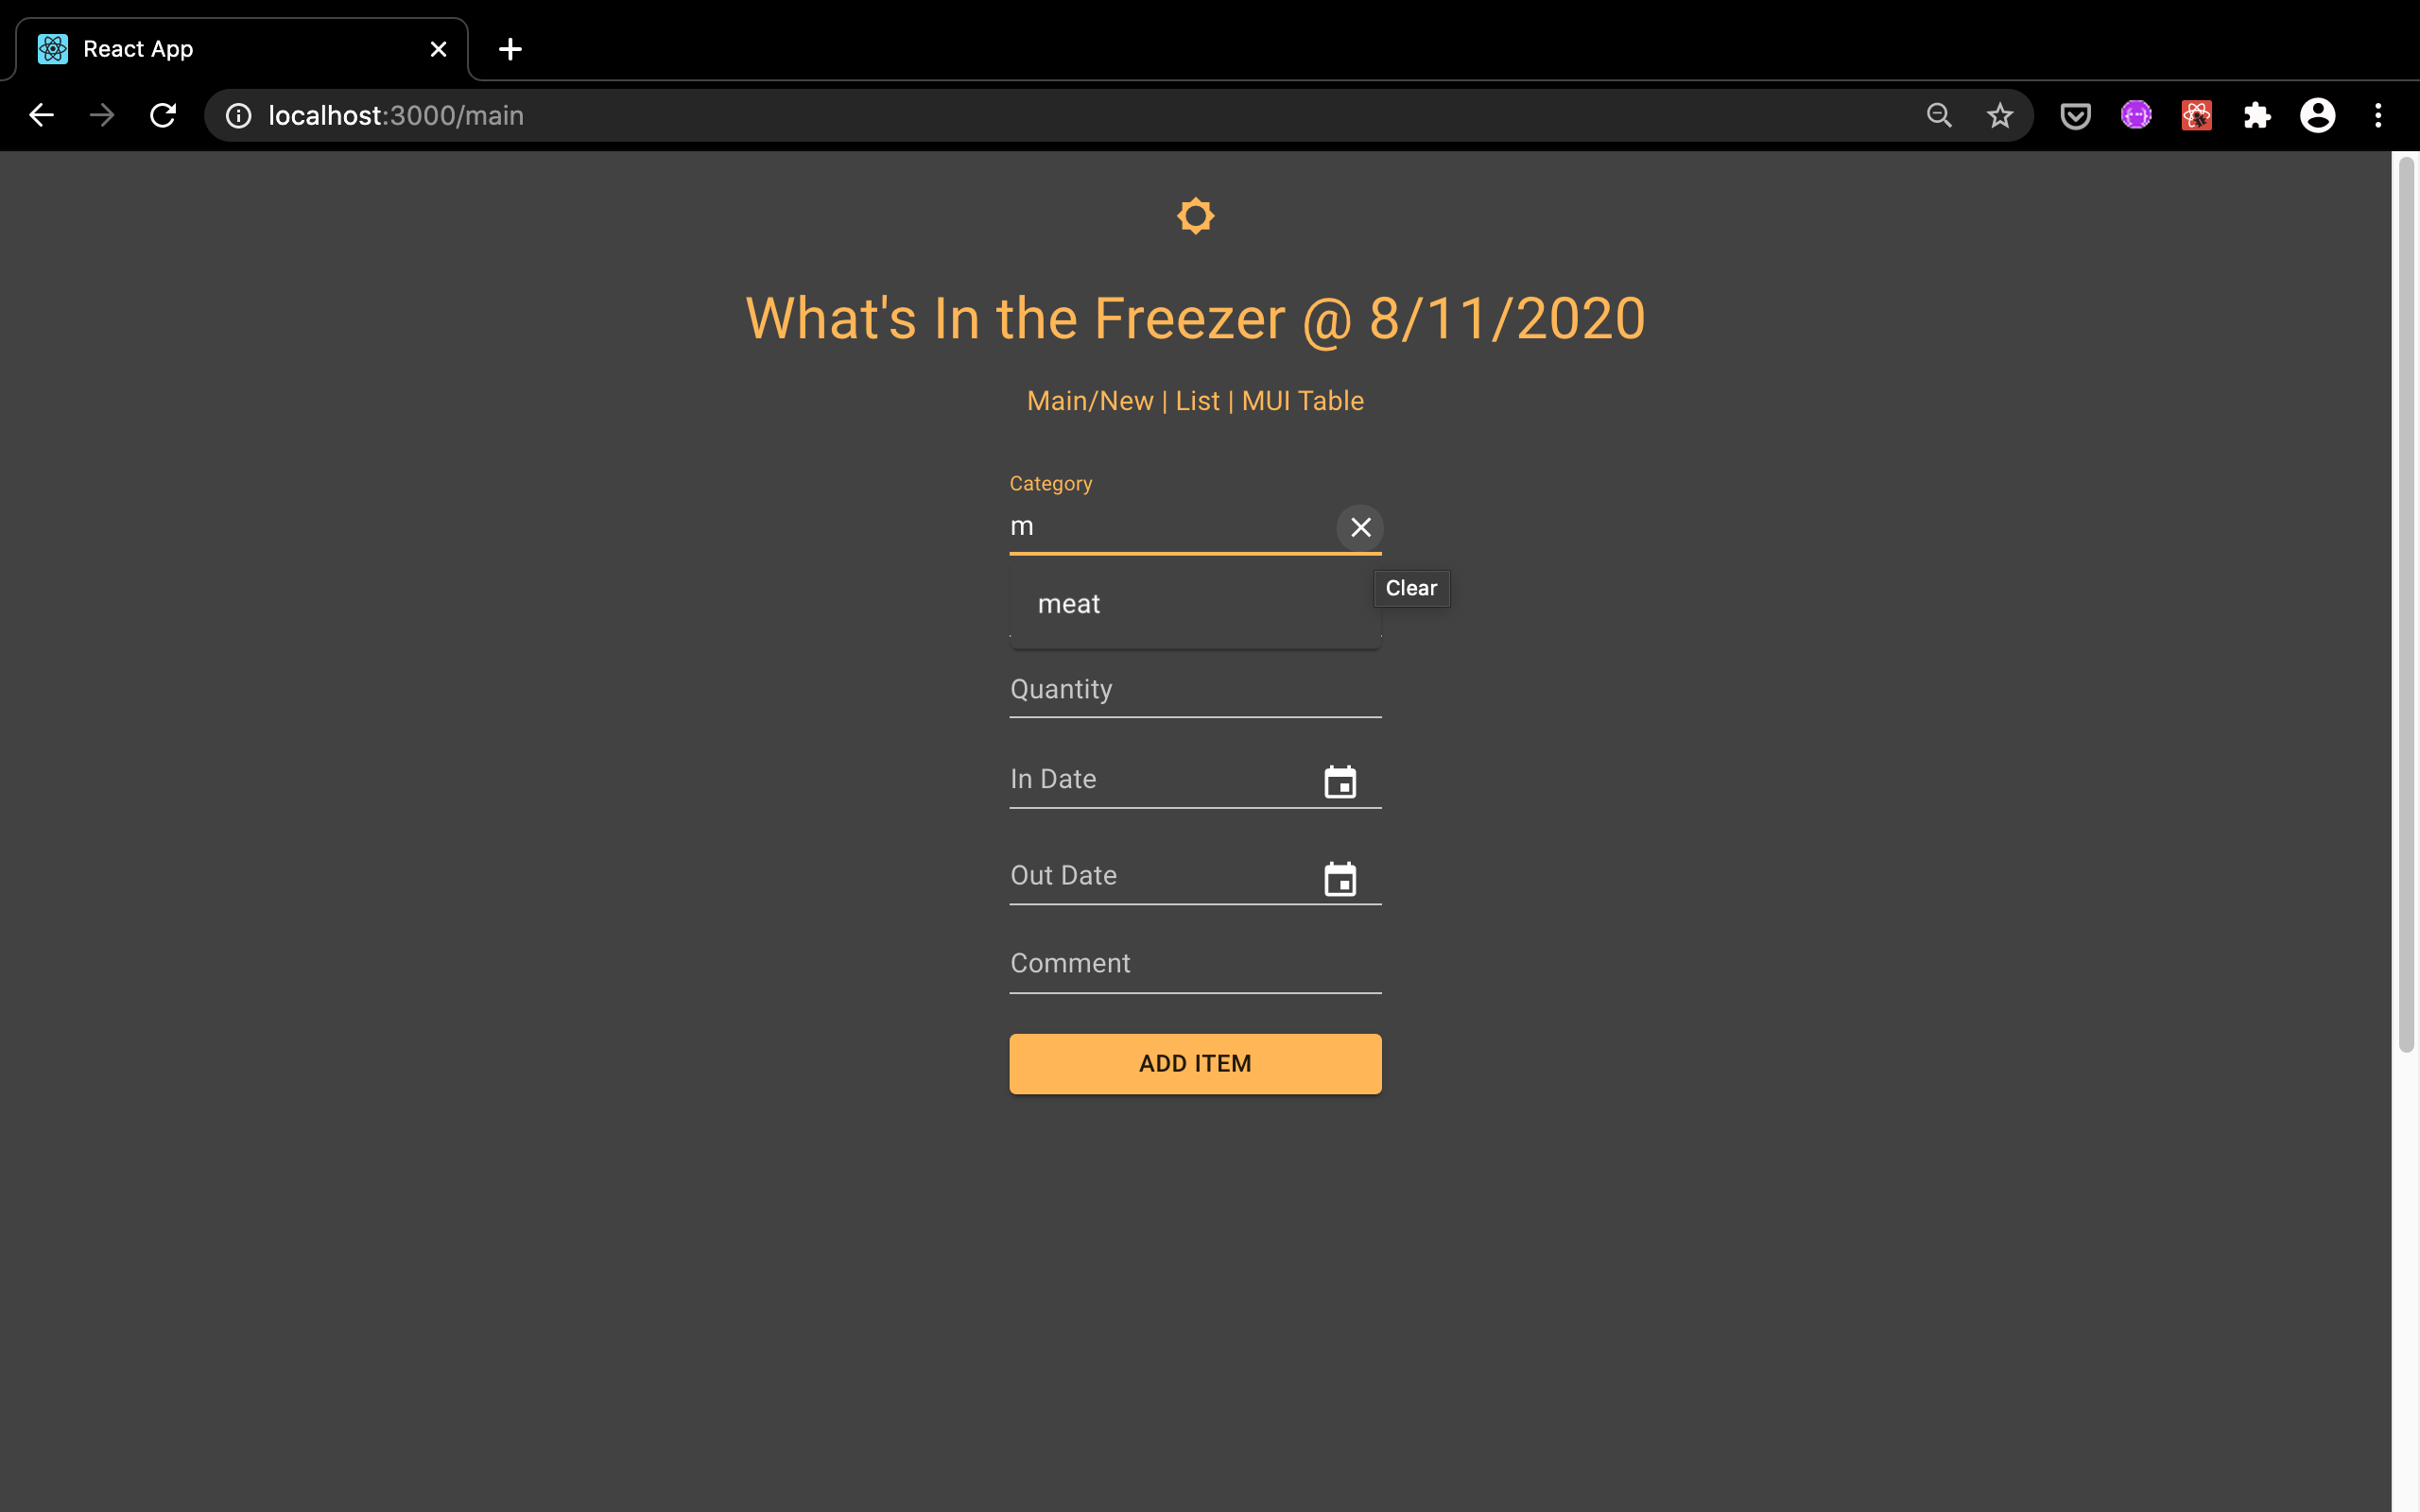 React App
localhost:3000/main
What's In the Freezer @ 8/11/2020
Main/New | List | MUI Table
Category
m
Clear
meat
Quantity
In Date
Out Date
Comment
ADD ITEM